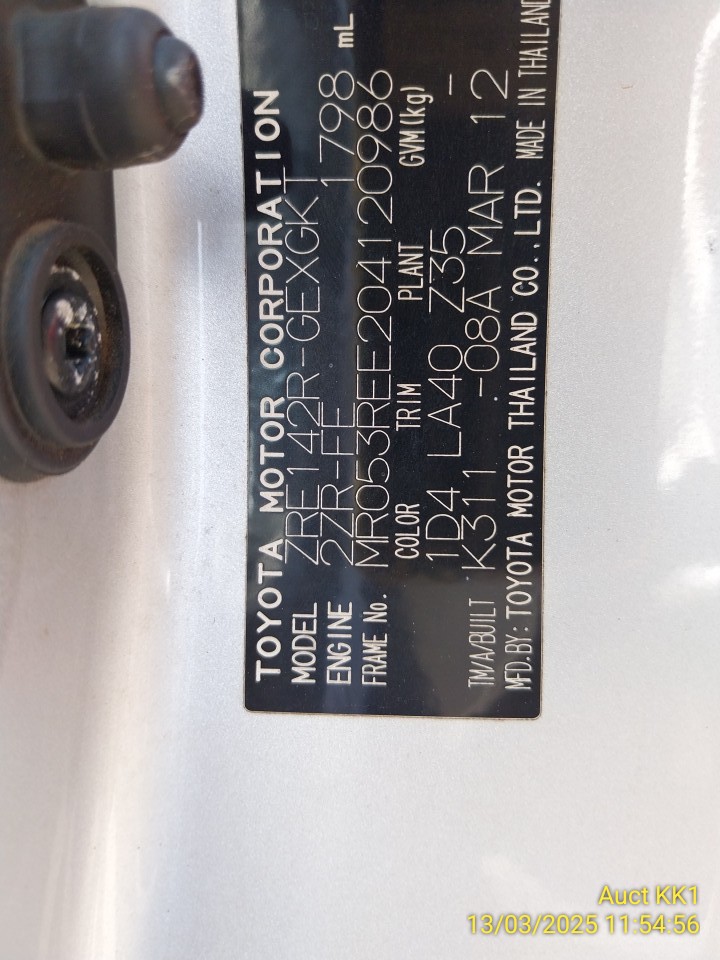 TOYOTA MOTOR CORPORATION
MODEL ZRE142R-GEXGKT
ENGINE 2ZR-FE 1798 mL
FRAME No. MR053REE204120986
COLOR TRIM PLANT GVM(kg)
1D4 LA40 Z35 -
TM/A/BUILT K311 -08A MAR 12
MFD.BY: TOYOTA MOTOR THAILAND CO.,LTD. MADE IN THAILAND
Auct KK1
13/03/2025 11:54:56